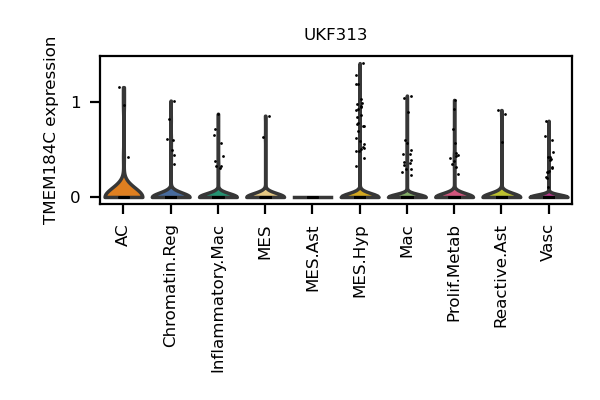 UKF313
TMEM184C expression
1
0
AC
Chromatin.Reg
Inflammatory.Mac
MES
MES.Ast
MES.Hyp
Mac
Prolif.Metab
Reactive.Ast
Vasc